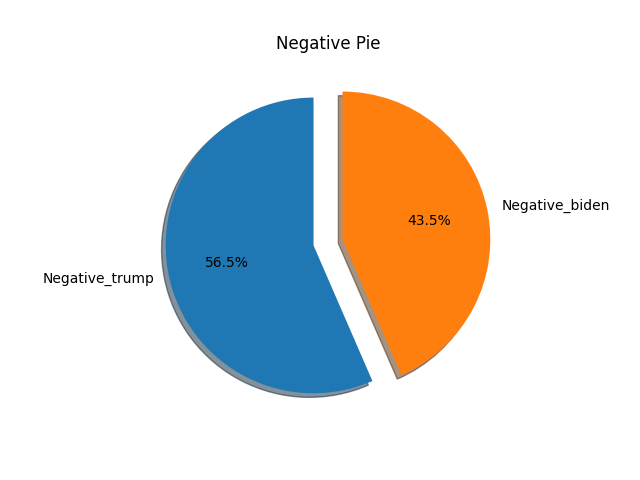 Negative Pie
Negative_biden
43.5%
56.5%
Negative_trump